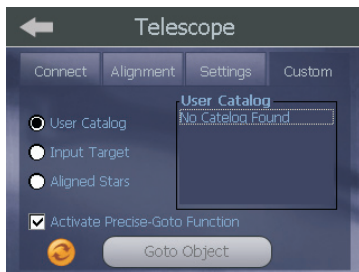 Telescope
Connect Alignment Settings Custom
User Catalog
No Catelog Found
User Catalog
Input Target
Aligned Stars
Activate Precise-Goto Function
Goto Object